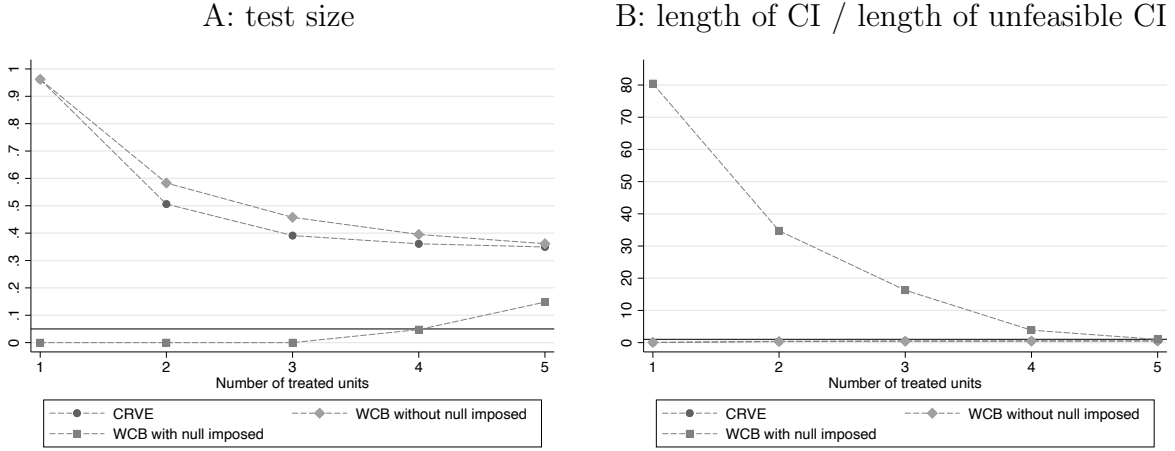 A: test size
1
.9
.8
.7
.6
.5
.4
.3
.2
.1
0
1 2 3 4 5
Number of treated units
CRVE WCB without null imposed
WCB with null imposed
B: length of CI / length of unfeasible CI
80
70
60
50
40
30
20
10
0
1 2 3 4 5
Number of treated units
CRVE WCB without null imposed
WCB with null imposed